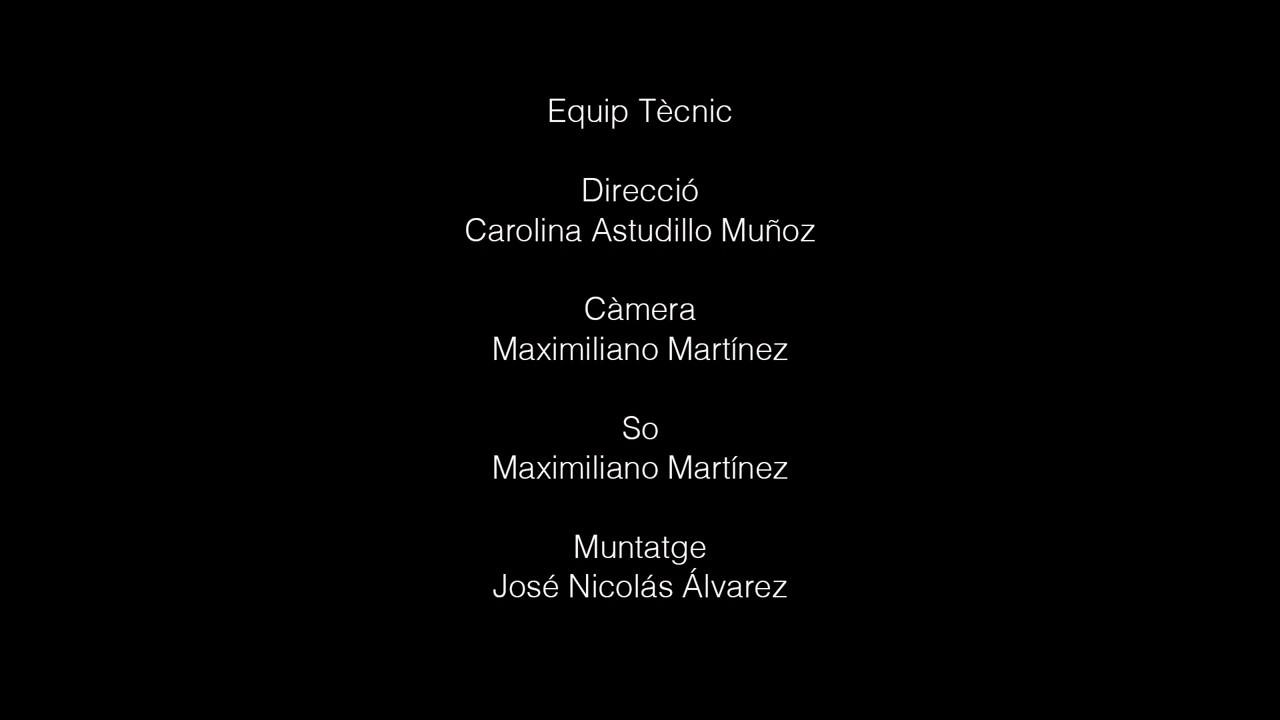 Equip Tècnic
Direcció
Carolina Astudillo Muñoz
Càmera
Maximiliano Martínez
So
Maximiliano Martínez
Muntatge
José Nicolás Álvarez